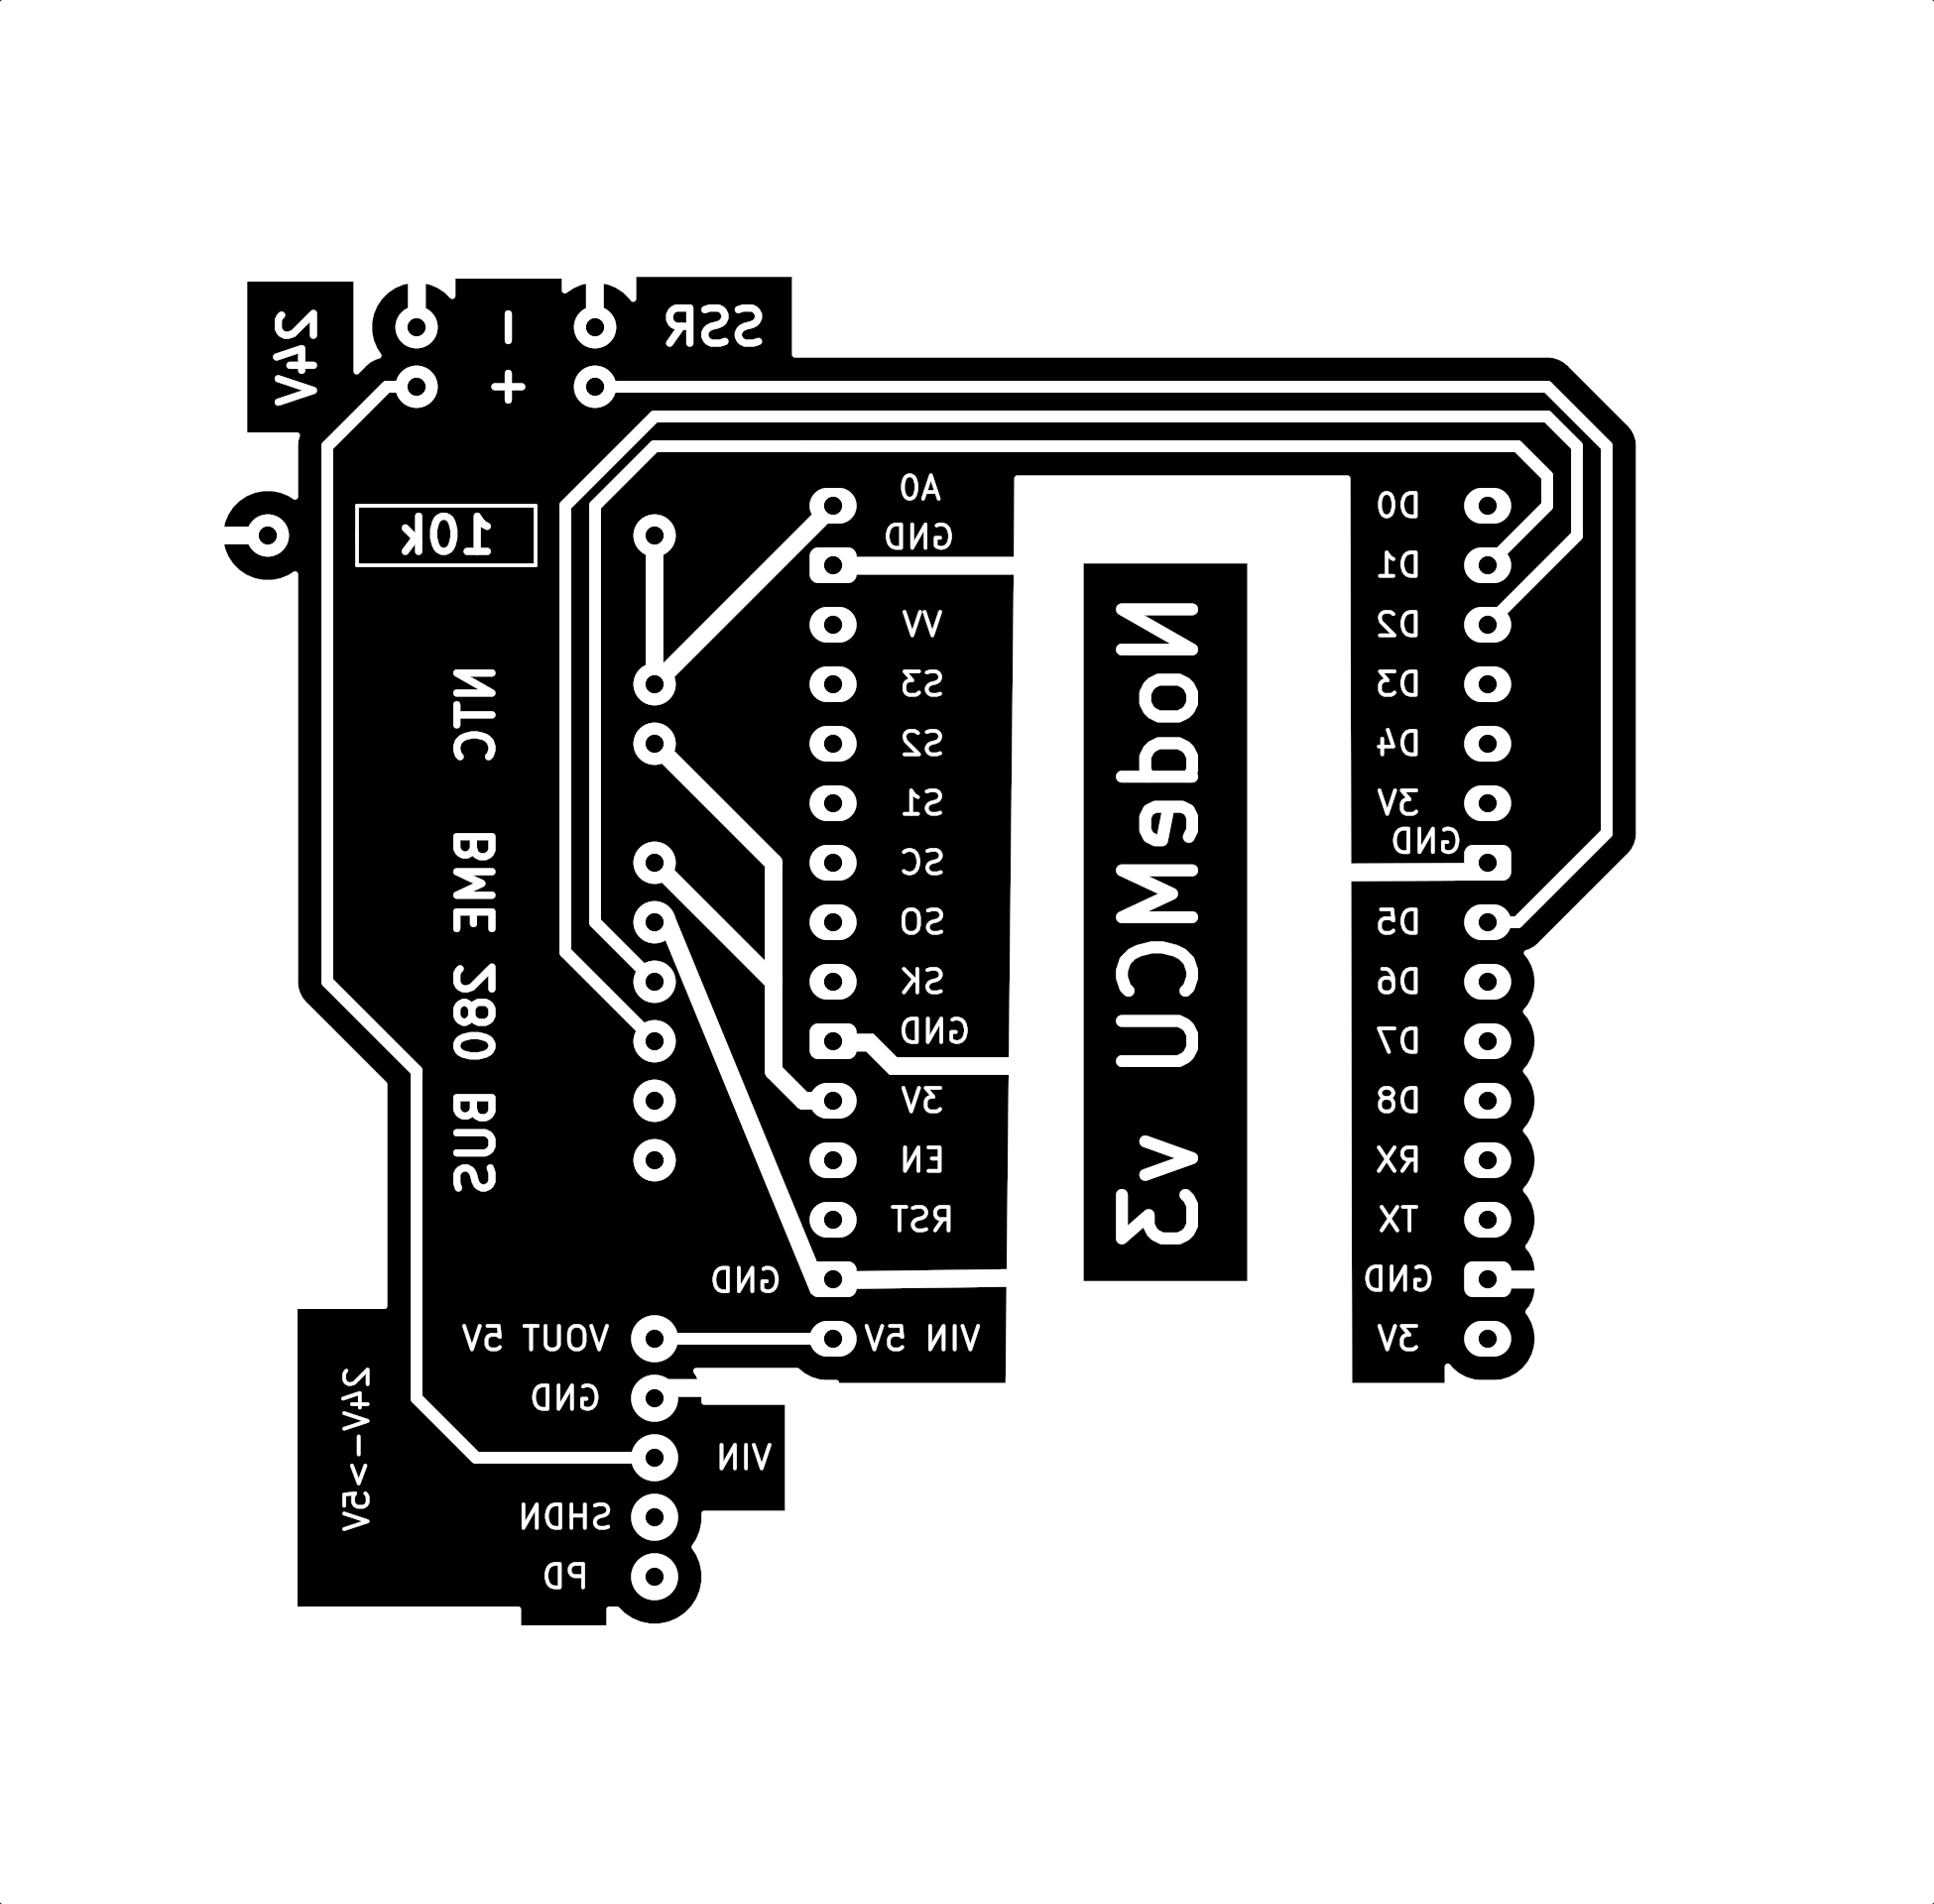 24V
-
+
SSR
10k
NTC
BME 280 BUS
A0
GND
VV
S3
S2
S1
SC
S0
SK
GND
3V
EN
RST
GND
VIN 5V
NodeMCU v3
D0
D1
D2
D3
D4
3V
GND
D5
D6
D7
D8
RX
TX
GND
3V
VOUT 5V
GND
VIN
SHDN
PD
24V->5V